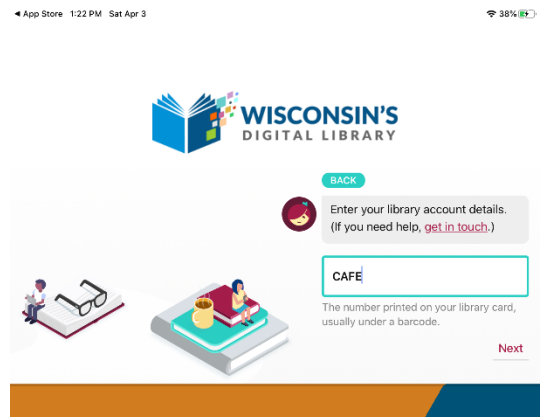 ◄ App Store 1:22 PM Sat Apr 3 38%
WISCONSIN'S
DIGITAL LIBRARY
BACK
Enter your library account details.
(If you need help, get in touch.)
CAFE
The number printed on your library card,
usually under a barcode.
Next